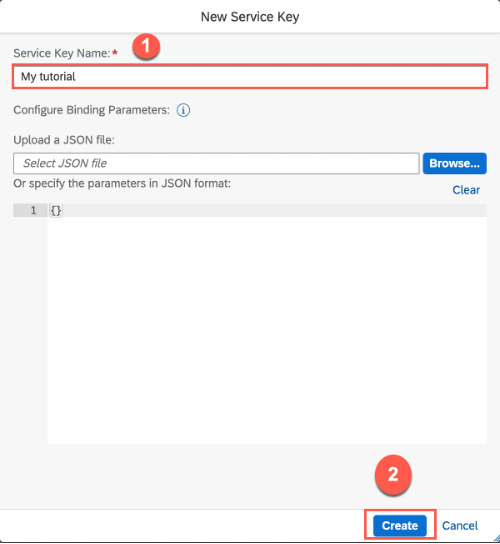 New Service Key
Service Key Name:*
1
My tutorial
Configure Binding Parameters: i
Upload a JSON file:
Select JSON file
Browse...
Or specify the parameters in JSON format:
Clear
1 {}
2
Create
Cancel